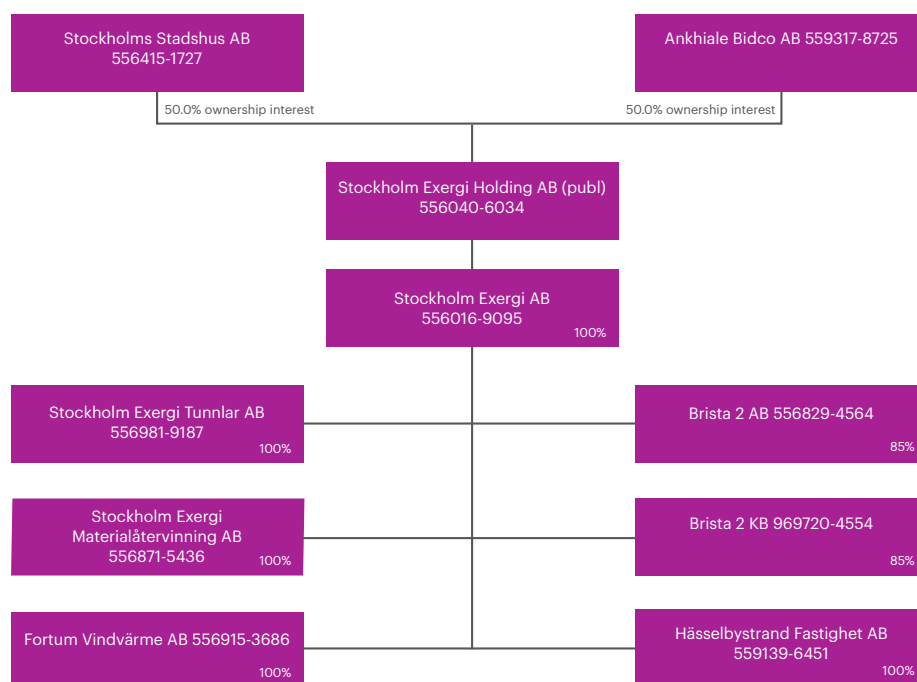 Stockholms Stadshus AB
556415-1727
Ankhiale Bidco AB 559317-8725
50.0% ownership interest
50.0% ownership interest
Stockholm Exergi Holding AB (publ)
556040-6034
Stockholm Exergi AB
556016-9095
100%
Stockholm Exergi Tunnlar AB
556981-9187
100%
Brista 2 AB 556829-4564
85%
Stockholm Exergi
Materialåtervinning AB
556871-5436
100%
Brista 2 KB 969720-4554
85%
Fortum Vindvärme AB 556915-3686
100%
Hässelbystrand Fastighet AB
559139-6451
100%